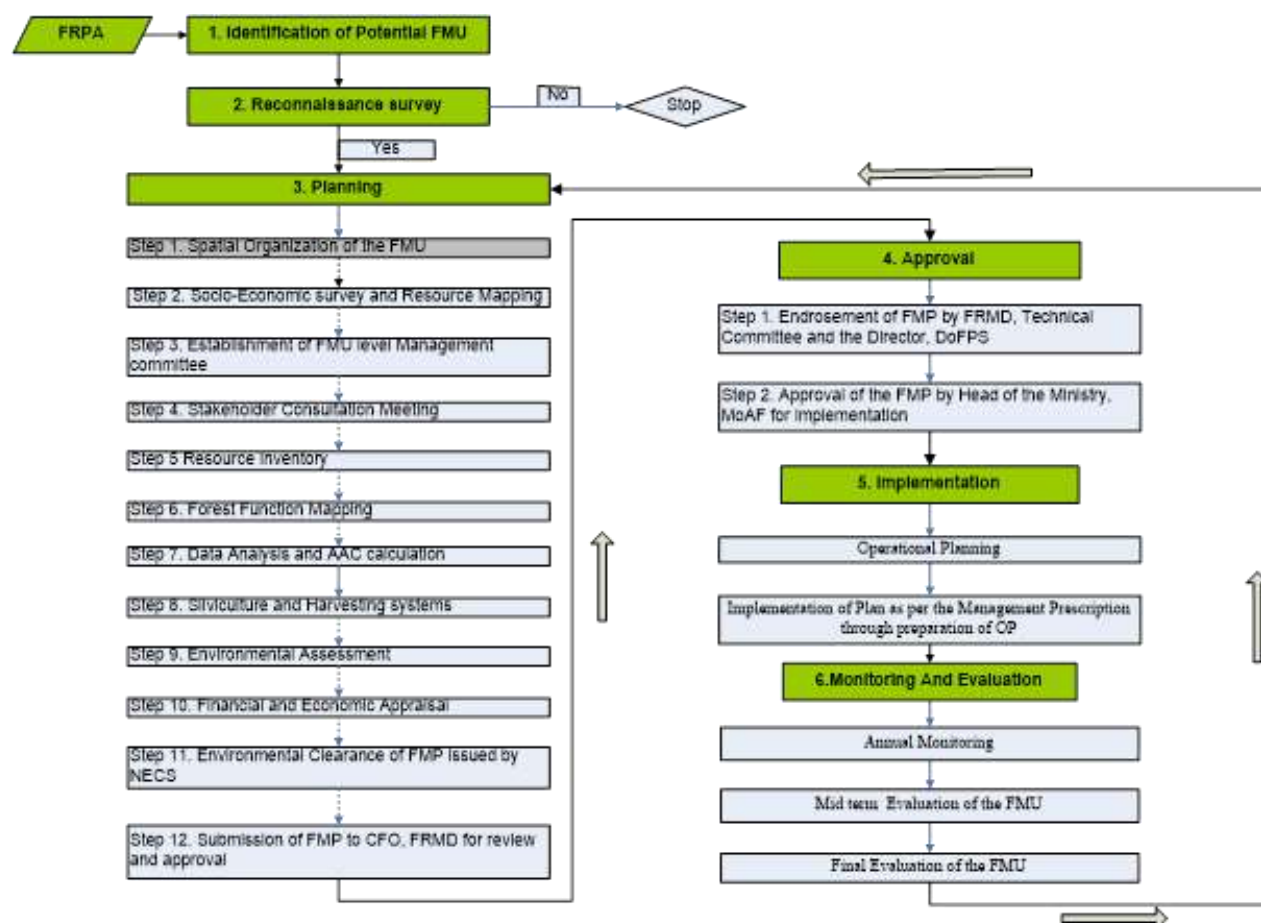 FRPA
1. Identification of Potential FMU
2. Reconnaissance survey
No
Stop
Yes
3. Planning
Step 1. Spatial Organization of the FMU
Step 2. Socio-Economic survey and Resource Mapping
Step 3. Establishment of FMU level Management
committee
Step 4. Stakeholder Consultation Meeting
Step 5 Resource Inventory
Step 6. Forest Function Mapping
Step 7. Data Analysis and AAC calculation
Step 8. Silviculture and Harvesting systems
Step 9. Environmental Assessment
Step 10. Financial and Economic Appraisal
Step 11. Environmental Clearance of FMP issued by
NECS
Step 12. Submission of FMP to CFO, FRMD for review
and approval
4. Approval
Step 1. Endrosement of FMP by FRMD, Technical
Committee and the Director, DoFPS
Step 2. Approval of the FMP by Head of the Ministry,
MoAF for implementation
5. Implementation
Operational Planning
Implementation of Plan as per the Management Prescription
through preparation of OP
6.Monitoring And Evaluation
Annual Monitoring
Mid term Evaluation of the FMU
Final Evaluation of the FMU